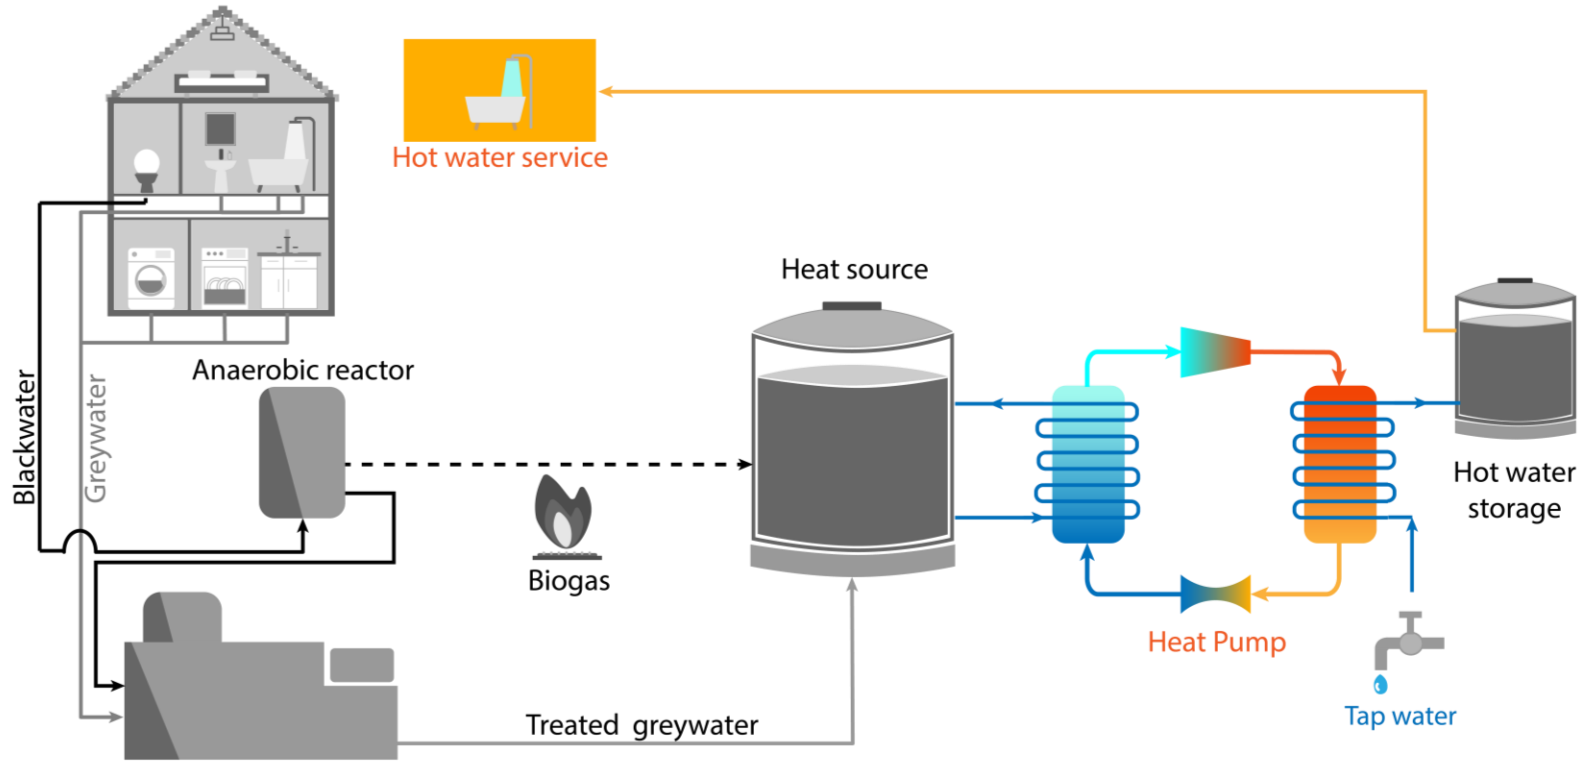 Hot water service
Heat source
Anaerobic reactor
Blackwater
Greywater
Hot water
storage
Biogas
Heat Pump
Treated greywater
Tap water